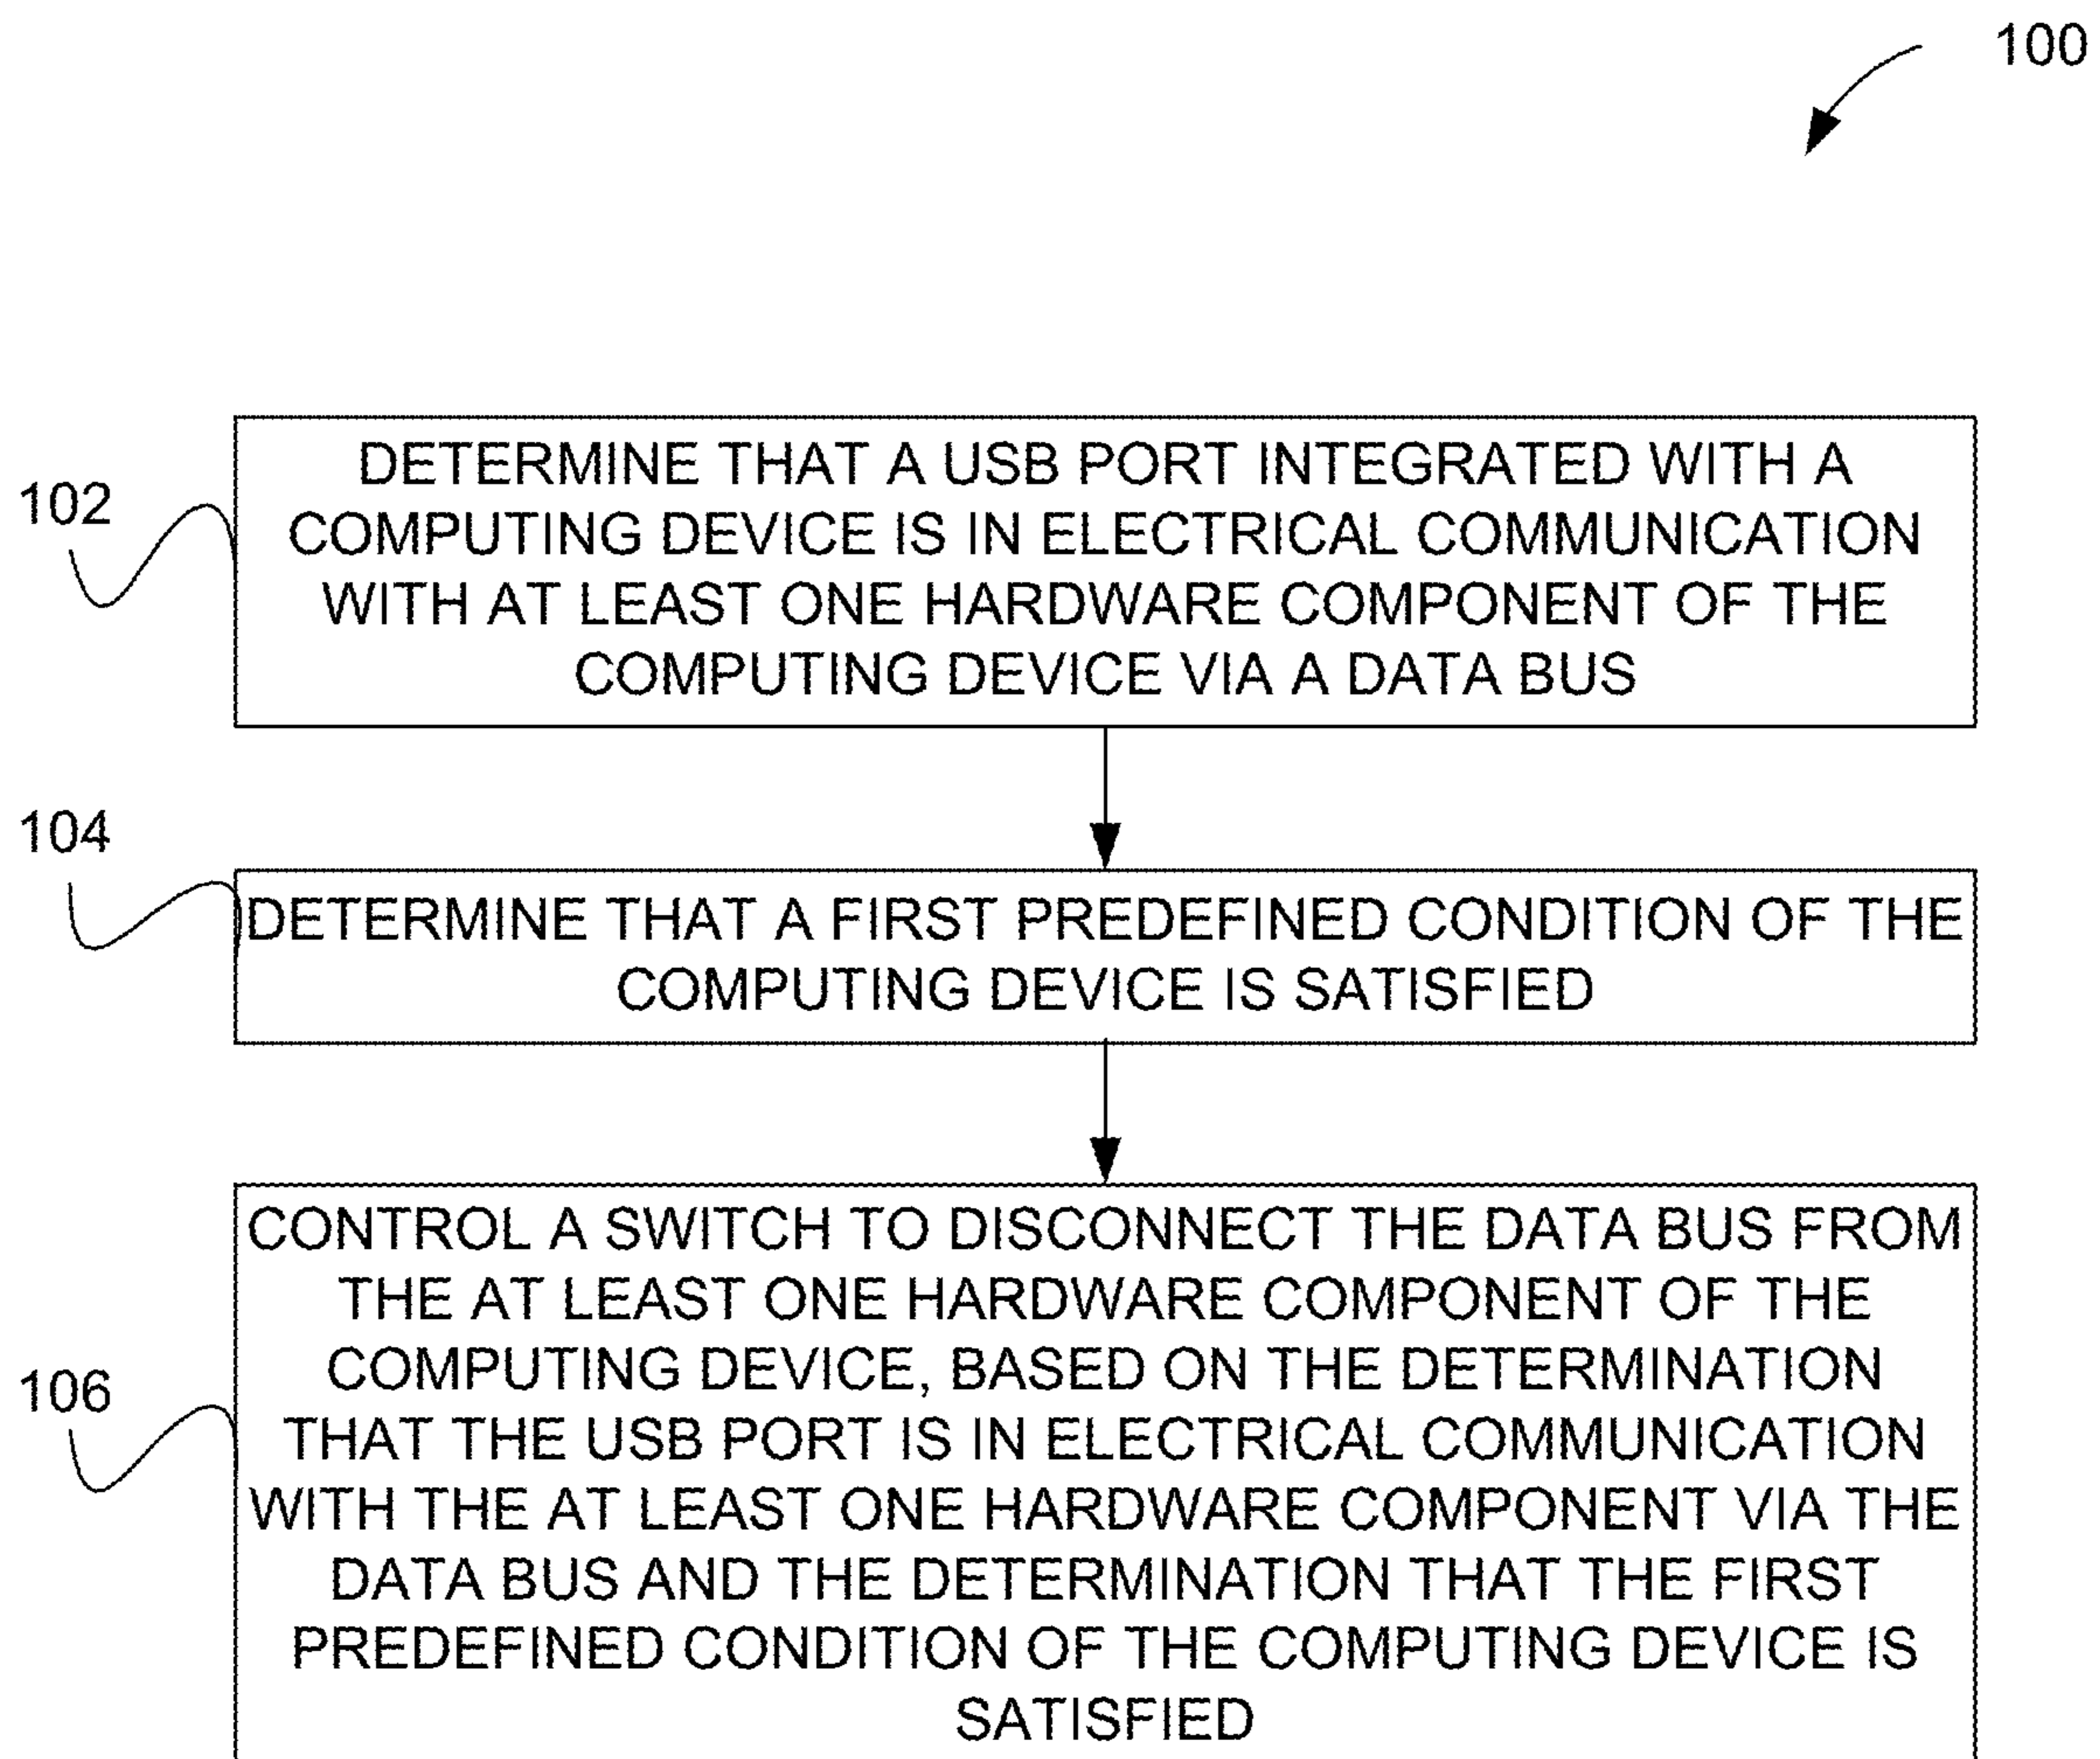 100
102
DETERMINE THAT A USB PORT INTEGRATED WITH A
COMPUTING DEVICE IS IN ELECTRICAL COMMUNICATION
WITH AT LEAST ONE HARDWARE COMPONENT OF THE
COMPUTING DEVICE VIA A DATA BUS
104
DETERMINE THAT A FIRST PREDEFINED CONDITION OF THE
COMPUTING DEVICE IS SATISFIED
106
CONTROL A SWITCH TO DISCONNECT THE DATA BUS FROM
THE AT LEAST ONE HARDWARE COMPONENT OF THE
COMPUTING DEVICE, BASED ON THE DETERMINATION
THAT THE USB PORT IS IN ELECTRICAL COMMUNICATION
WITH THE AT LEAST ONE HARDWARE COMPONENT VIA THE
DATA BUS AND THE DETERMINATION THAT THE FIRST
PREDEFINED CONDITION OF THE COMPUTING DEVICE IS
SATISFIED